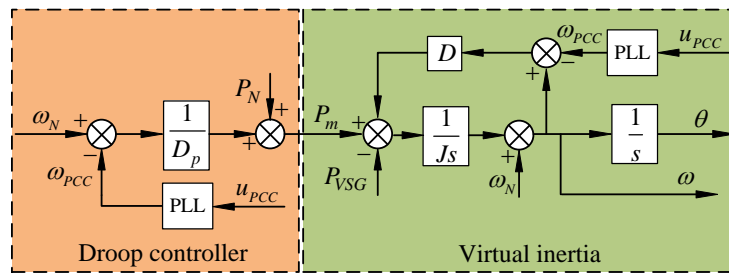 ω_N
+
−
ω_PCC
1
D_p
PLL
u_PCC
P_N
+
+
P_m
Droop controller
D
+
−
ω_PCC
PLL
u_PCC
+
+
−
P_VSG
1
Js
+
ω_N
1
s
θ
ω
Virtual inertia